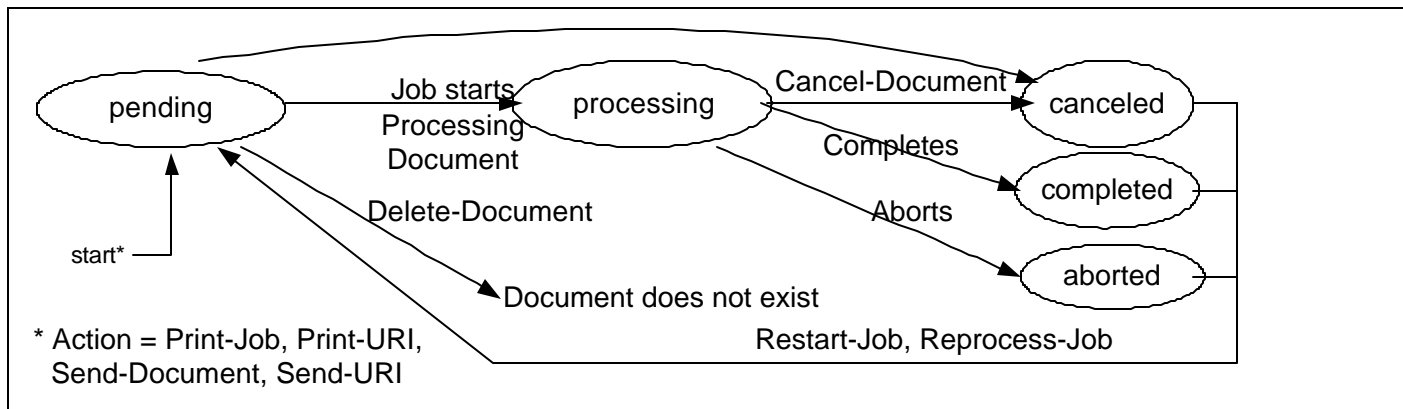 pending
Job starts
Processing
Document
processing
Cancel-Document
canceled
Completes
completed
Delete-Document
Aborts
aborted
start*
Document does not exist
* Action = Print-Job, Print-URI,
Send-Document, Send-URI
Restart-Job, Reprocess-Job